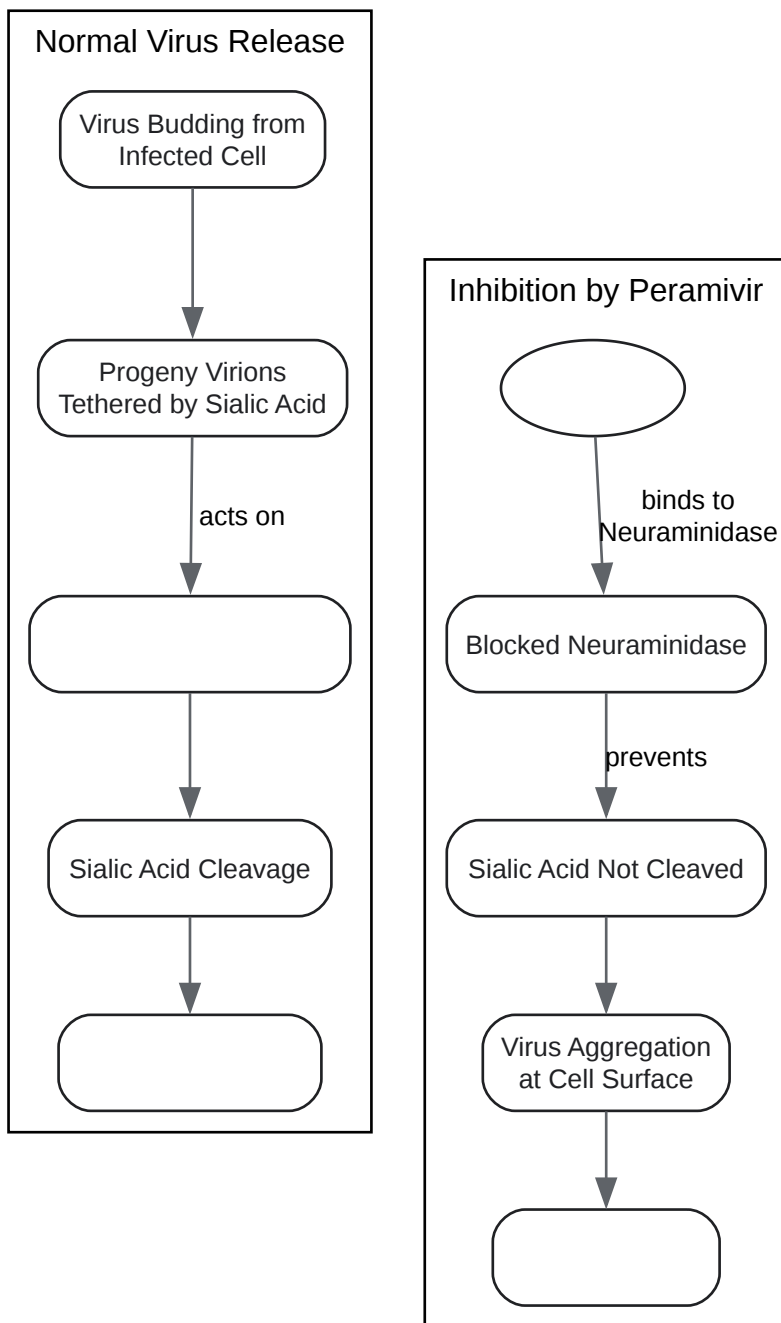 Normal Virus Release
Virus Budding from
Infected Cell
Progeny Virions
Tethered by Sialic Acid
acts on
Sialic Acid Cleavage
Inhibition by Peramivir
binds to
Neuraminidase
Blocked Neuraminidase
prevents
Sialic Acid Not Cleaved
Virus Aggregation
at Cell Surface